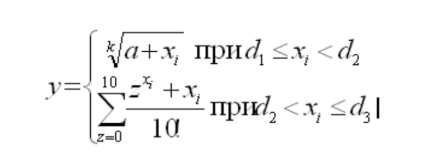 y = { ᵏ√(a + xᵢ) при d₁ ≤ xᵢ < d₂
∑_{z=0}^{10} (z^{xᵢ} + xᵢ) / 10! при d₂ < xᵢ ≤ d₃